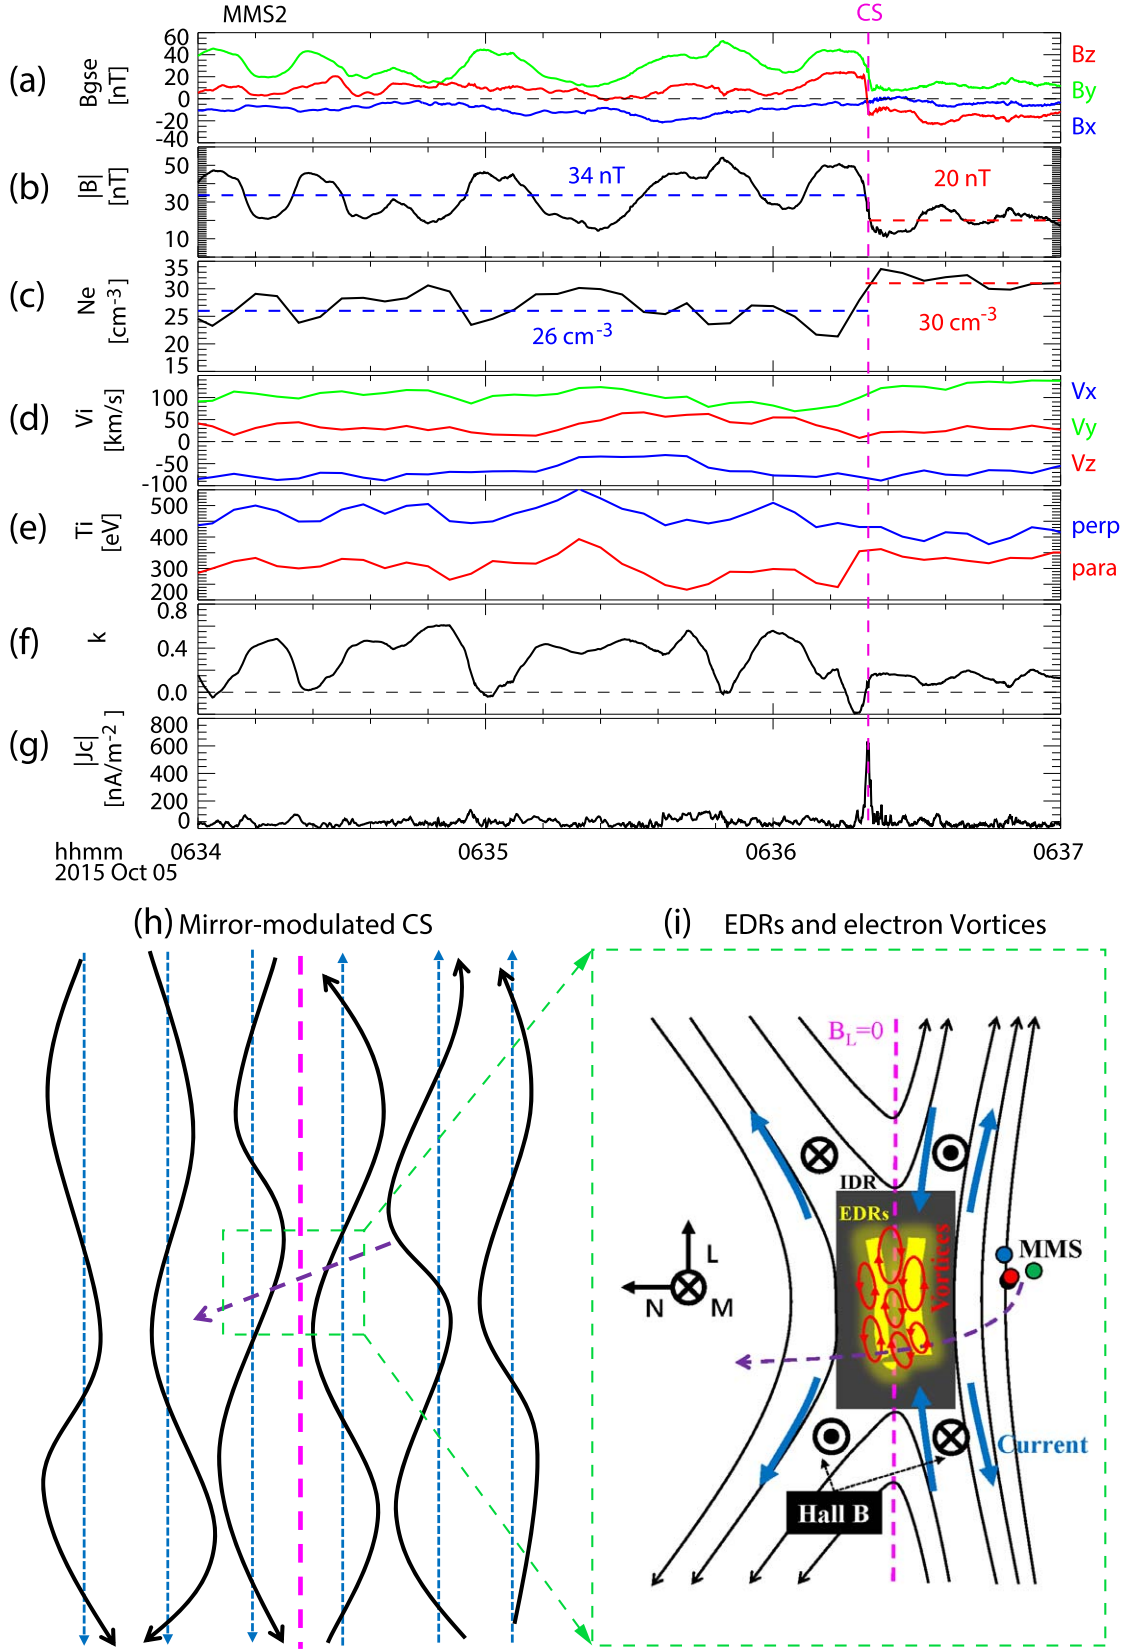 MMS2
CS
(a)
Bgse
[nT]
60
40
20
0
-20
-40
Bz
By
Bx
(b)
|B|
[nT]
50
30
10
34 nT
20 nT
(c)
Ne
[cm-3]
35
30
25
20
15
26 cm-3
30 cm-3
(d)
Vi
[km/s]
100
50
0
-50
-100
Vx
Vy
Vz
(e)
Ti
[eV]
500
400
300
200
perp
para
(f)
k
0.8
0.4
0.0
(g)
|Jc|
[nA/m-2 ]
800
600
400
200
0
hhmm
2015 Oct 05
0634
0635
0636
0637
(h) Mirror-modulated CS
(i) EDRs and electron Vortices
BL=0
IDR
EDRs
Vortices
MMS
L
N
M
Current
Hall B